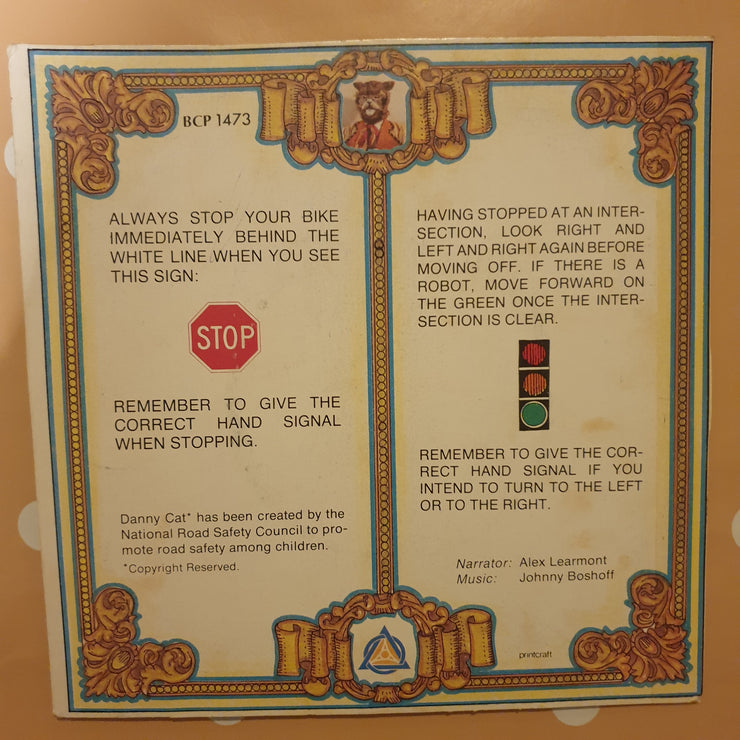 BCP 1473
ALWAYS STOP YOUR BIKE
IMMEDIATELY BEHIND THE
WHITE LINE WHEN YOU SEE
THIS SIGN:
STOP
REMEMBER TO GIVE THE
CORRECT HAND SIGNAL
WHEN STOPPING.
Danny Cat* has been created by the
National Road Safety Council to pro-
mote road safety among children.
*Copyright Reserved.
HAVING STOPPED AT AN INTER-
SECTION, LOOK RIGHT AND
LEFT AND RIGHT AGAIN BEFORE
MOVING OFF. IF THERE IS A
ROBOT, MOVE FORWARD ON
THE GREEN ONCE THE INTER-
SECTION IS CLEAR.
REMEMBER TO GIVE THE COR-
RECT HAND SIGNAL IF YOU
INTEND TO TURN TO THE LEFT
OR TO THE RIGHT.
Narrator: Alex Learmont
Music: Johnny Boshoff
printcraft